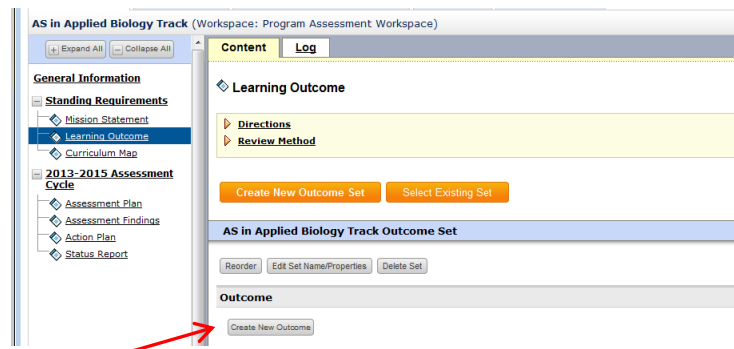 AS in Applied Biology Track (Workspace: Program Assessment Workspace)
Expand All Collapse All
Content Log
General Information
Standing Requirements
Mission Statement
Learning Outcome
Curriculum Map
2013-2015 Assessment
Cycle
Assessment Plan
Assessment Findings
Action Plan
Status Report
Learning Outcome
Directions
Review Method
Create New Outcome Set Select Existing Set
AS in Applied Biology Track Outcome Set
Reorder Edit Set Name/Properties Delete Set
Outcome
Create New Outcome